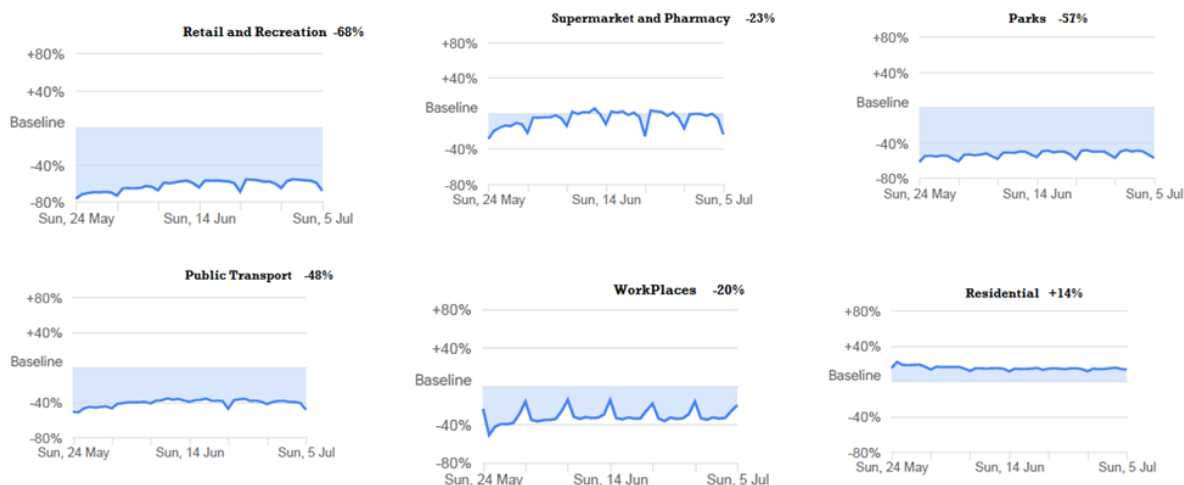 Retail and Recreation -68%
+80%
+40%
Baseline
-40%
-80%
Sun, 24 May Sun, 14 Jun Sun, 5 Jul
Supermarket and Pharmacy -23%
+80%
+40%
Baseline
-40%
-80%
Sun, 24 May Sun, 14 Jun Sun, 5 Jul
Parks -57%
+80%
+40%
Baseline
-40%
-80%
Sun, 24 May Sun, 14 Jun Sun, 5 Jul
Public Transport -48%
+80%
+40%
Baseline
-40%
-80%
Sun, 24 May Sun, 14 Jun Sun, 5 Jul
WorkPlaces -20%
+80%
+40%
Baseline
-40%
-80%
Sun, 24 May Sun, 14 Jun Sun, 5 Jul
Residential +14%
+80%
+40%
Baseline
-40%
-80%
Sun, 24 May Sun, 14 Jun Sun, 5 Jul